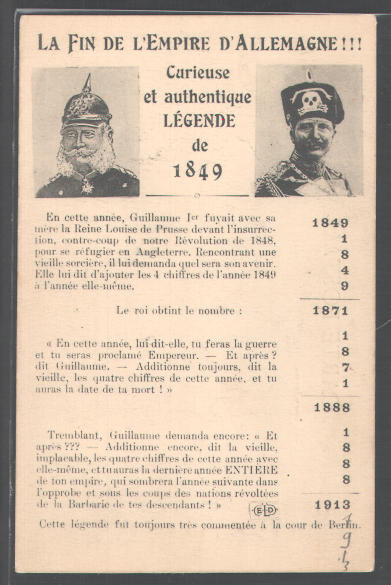 LA FIN DE L'EMPIRE D'ALLEMAGNE!!!
Curieuse
et authentique
LÉGENDE
de
1849
En cette année, Guillaume Ier fuyait avec sa
mère la Reine Louise de Prusse devant l'insurrec-
tion, contre-coup de notre Révolution de 1848,
pour se réfugier en Angleterre. Rencontrant une
vieille sorcière, il lui demanda quel sera son avenir.
Elle lui dit d'ajouter les 4 chiffres de l'année 1849
à l'année elle-même.
1849
1
8
4
9
Le roi obtint le nombre :
1871
« En cette année, lui dit-elle, tu feras la guerre
et tu seras proclamé Empereur. — Et après ?
dit Guillaume. — Additionne toujours, dit la
vieille, les quatre chiffres de cette année, et tu
auras la date de ta mort ! »
1
8
7
1
1888
Tremblant, Guillaume demanda encore: « Et
après ??? — Additionne encore, dit la vieille,
implacable, les quatre chiffres de cette année avec
elle-même, et tu auras la dernière année ENTIERE
de ton empire, qui sombrera l'année suivante dans
l'opprobe et sous les coups des nations révoltées
de la Barbarie de tes descendants ! »
ELD
1
8
8
8
1913
Cette légende fut toujours très commentée à la cour de Berlin.
1913